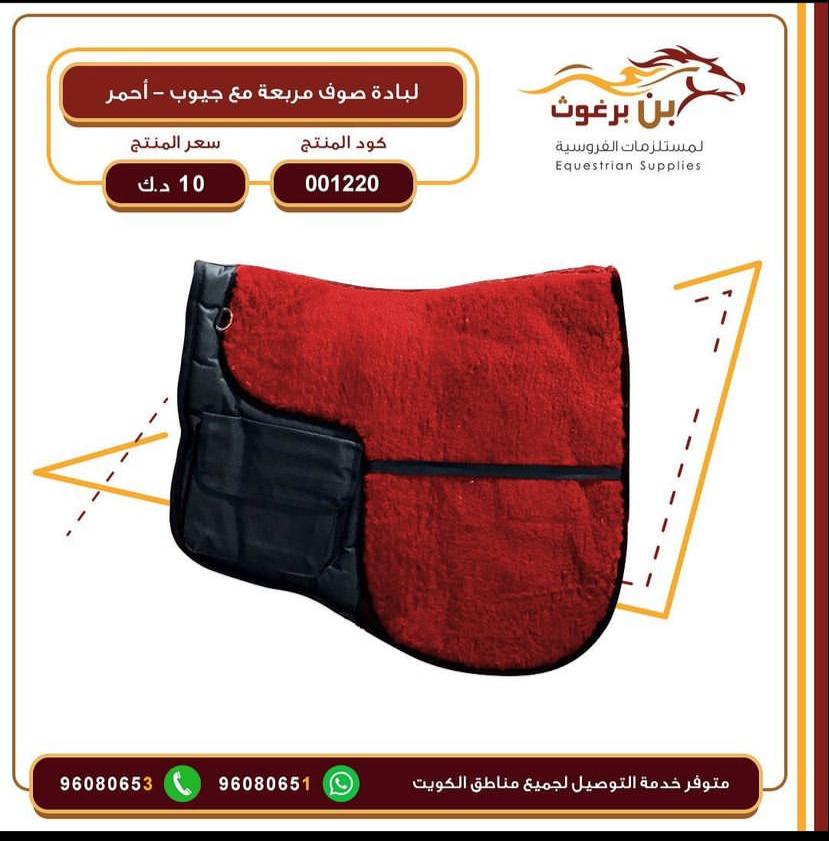 بن برغوث
لمستلزمات الفروسية
Equestrian Supplies
لبادة صوف مربعة مع جيوب – أحمر
كود المنتج
سعر المنتج
001220
10 د.ك
متوفر خدمة التوصيل لجميع مناطق الكويت
96080651
96080653